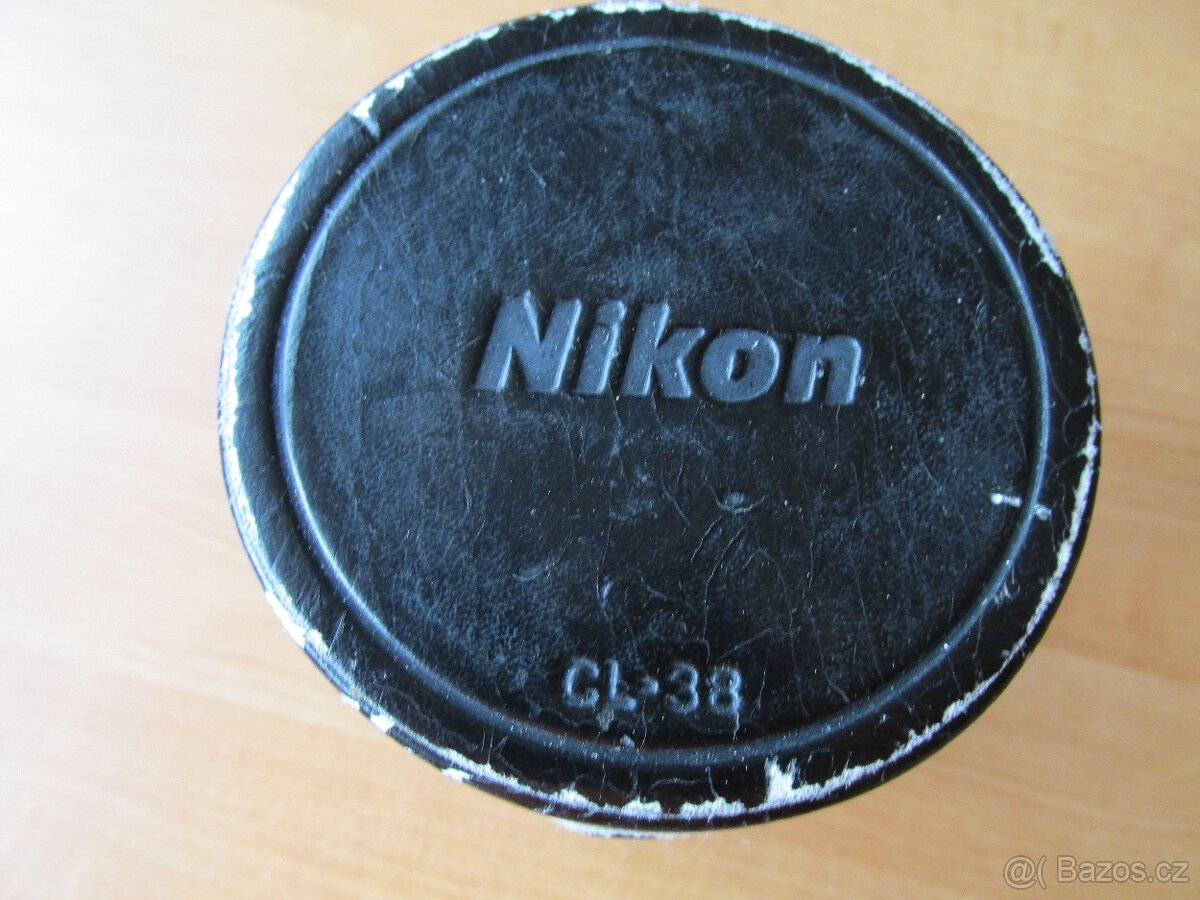 Nikon
CL-38
@( Bazos.cz